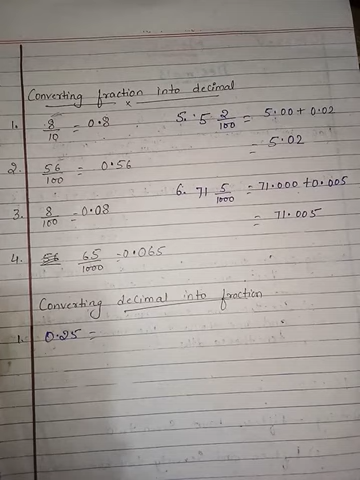 Converting fraction into decimal
1. 8/10 = 0.8
2. 56/100 = 0.56
3. 8/100 = 0.08
4. 56 65/1000 = 0.065
5. 5 2/100 = 5.00 + 0.02
= 5.02
6. 71 5/1000 = 71.000 + 0.005
= 71.005
Converting decimal into fraction
1. 0.25 =